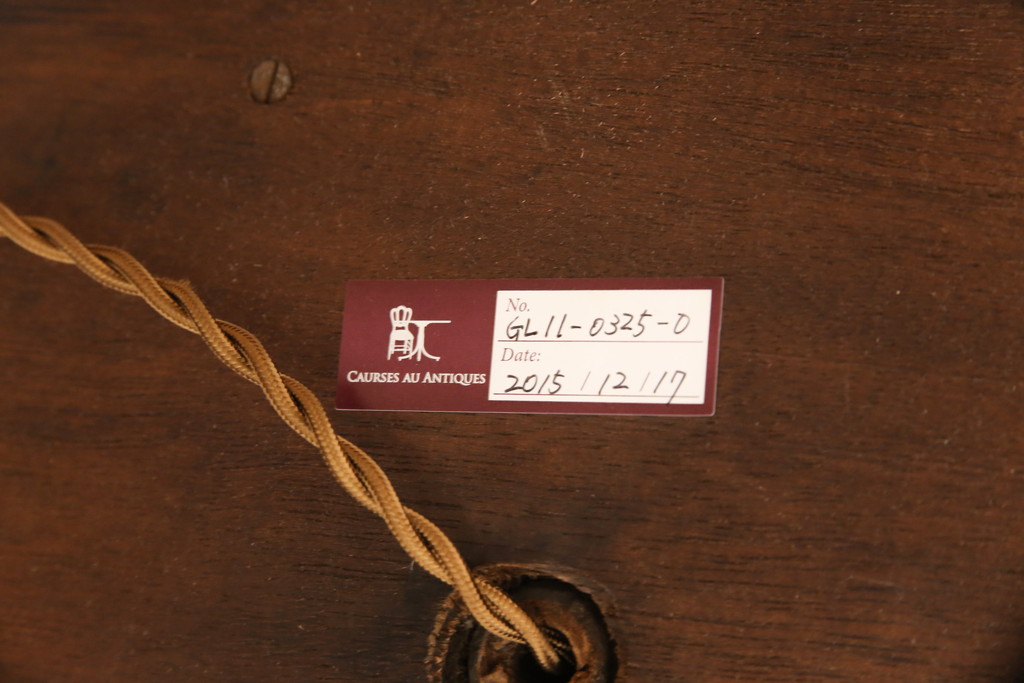 CAURSES AU ANTIQUES
No.
GL11-0325-0
Date:
2015/12/17